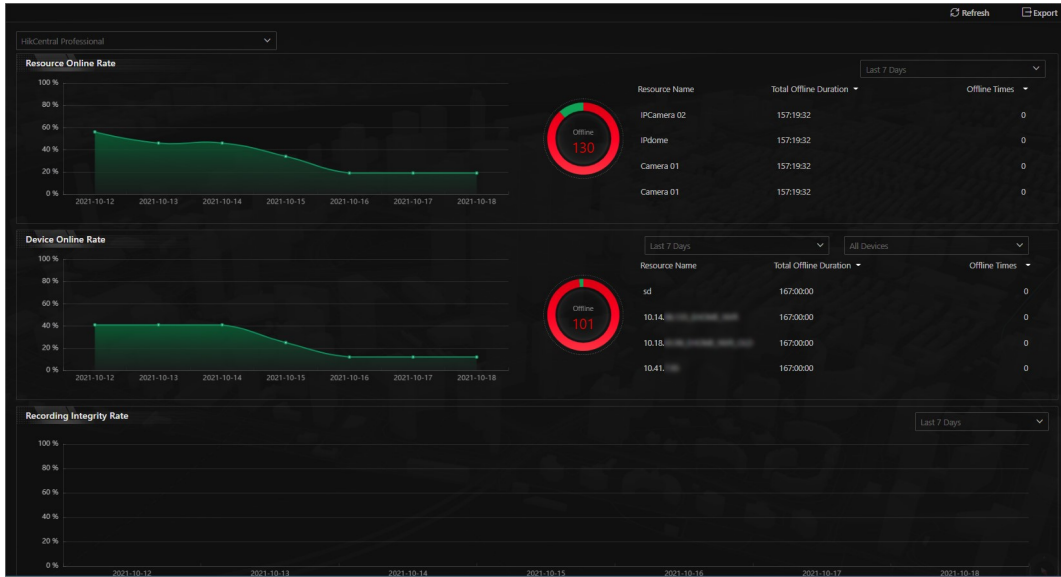 Refresh Export
HikCentral Professional
Resource Online Rate
Last 7 Days
100 %
80 %
60 %
40 %
20 %
0 %
2021-10-12 2021-10-13 2021-10-14 2021-10-15 2021-10-16 2021-10-17 2021-10-18
Offline
130
Resource Name Total Offline Duration Offline Times
IPCamera 02 157:19:32 0
IPdome 157:19:32 0
Camera 01 157:19:32 0
Camera 01 157:19:32 0
Device Online Rate
Last 7 Days All Devices
100 %
80 %
60 %
40 %
20 %
0 %
2021-10-12 2021-10-13 2021-10-14 2021-10-15 2021-10-16 2021-10-17 2021-10-18
Offline
101
Resource Name Total Offline Duration Offline Times
sd 167:00:00 0
10.14. 167:00:00 0
10.18. 167:00:00 0
10.41. 167:00:00 0
Recording Integrity Rate
Last 7 Days
100 %
80 %
60 %
40 %
20 %
0 %
2021-10-12 2021-10-13 2021-10-14 2021-10-15 2021-10-16 2021-10-17 2021-10-18